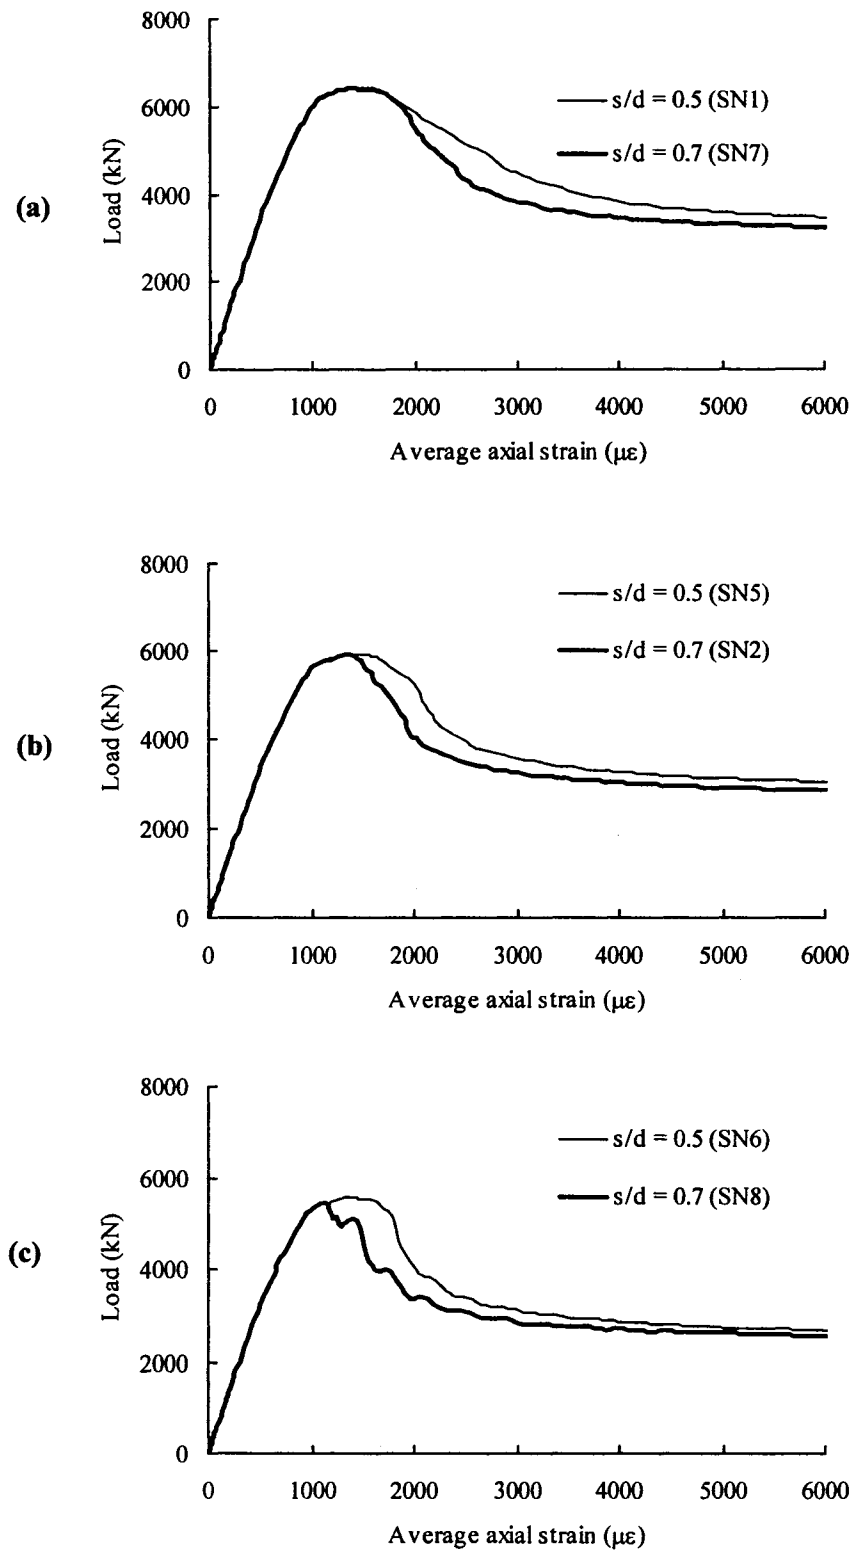 (a)
8000
6000
4000
2000
0
Load (kN)
s/d = 0.5 (SN1)
s/d = 0.7 (SN7)
0 1000 2000 3000 4000 5000 6000
Average axial strain (με)
(b)
8000
6000
4000
2000
0
Load (kN)
s/d = 0.5 (SN5)
s/d = 0.7 (SN2)
0 1000 2000 3000 4000 5000 6000
Average axial strain (με)
(c)
8000
6000
4000
2000
0
Load (kN)
s/d = 0.5 (SN6)
s/d = 0.7 (SN8)
0 1000 2000 3000 4000 5000 6000
Average axial strain (με)